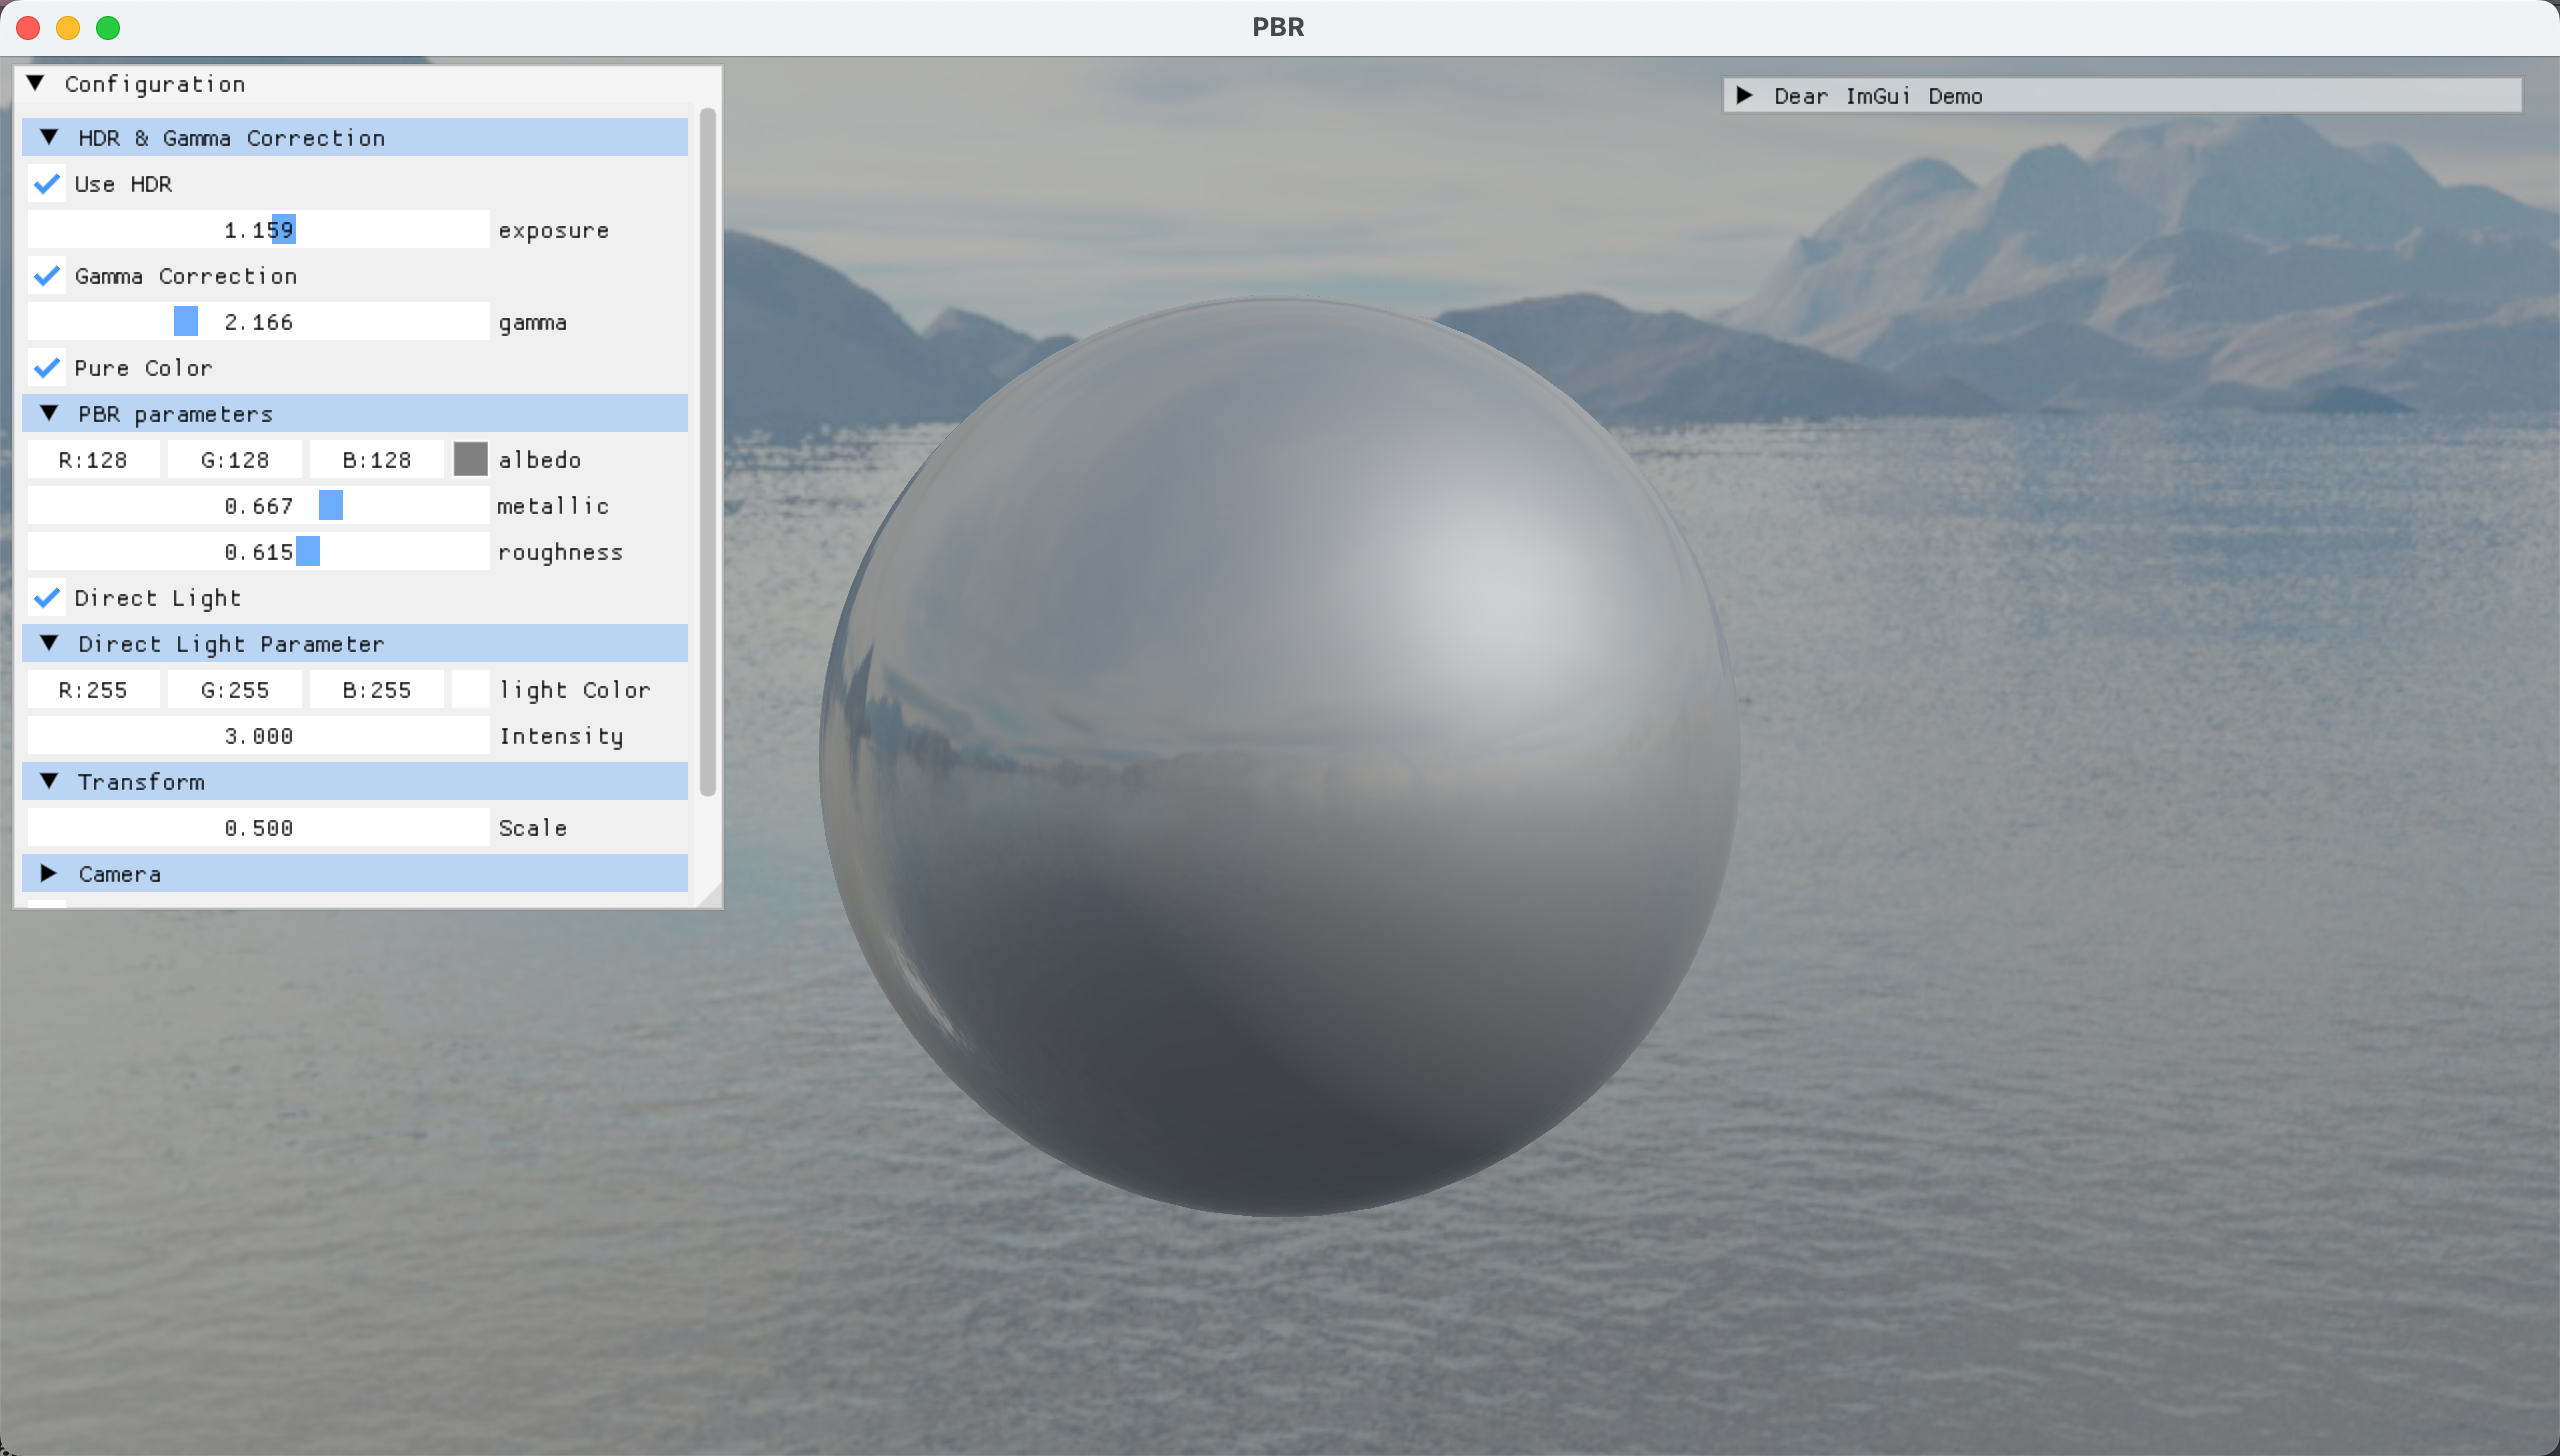 PBR
Configuration
Dear ImGui Demo
HDR & Gamma Correction
Use HDR
1.159 exposure
Gamma Correction
2.166 gamma
Pure Color
PBR parameters
R:128 G:128 B:128 albedo
0.667 metallic
0.615 roughness
Direct Light
Direct Light Parameter
R:255 G:255 B:255 light Color
3.000 Intensity
Transform
0.500 Scale
Camera